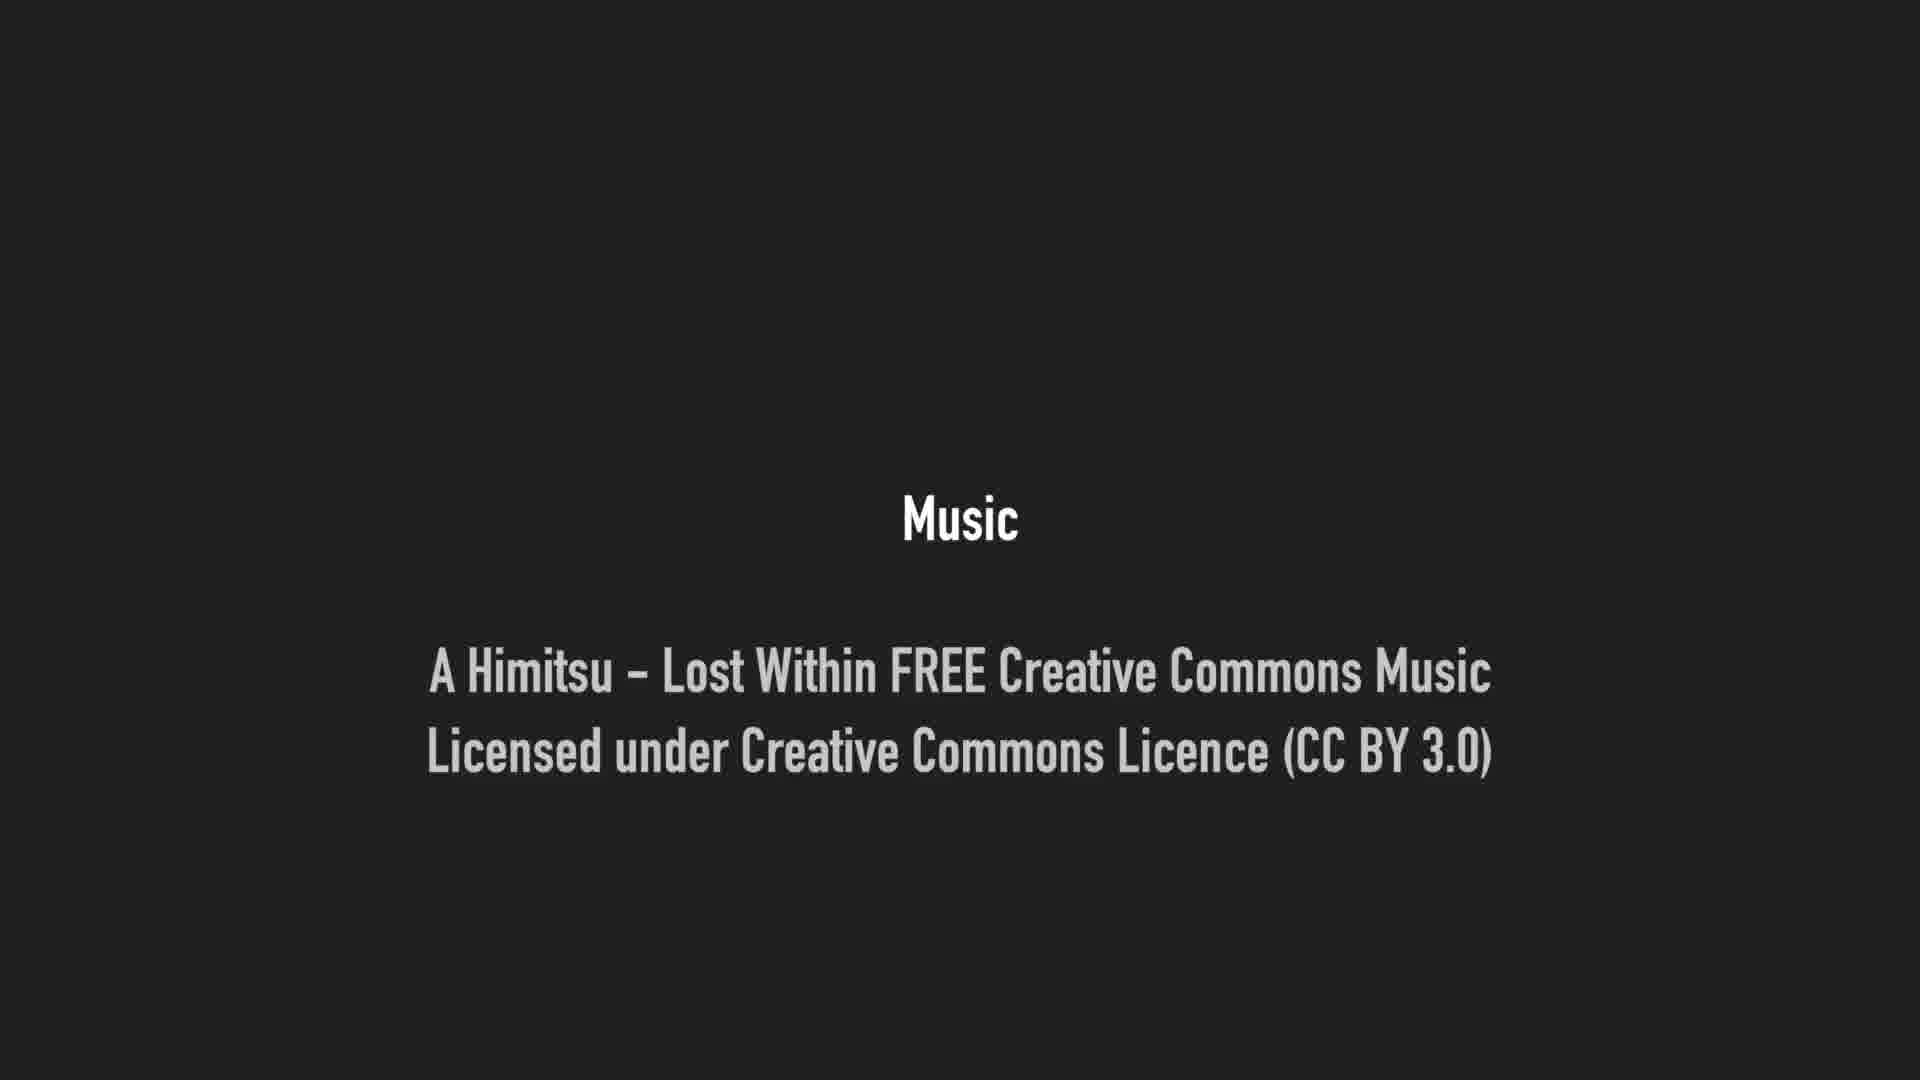 Music
A Himitsu - Lost Within FREE Creative Commons Music
Licensed under Creative Commons Licence (CC BY 3.0)